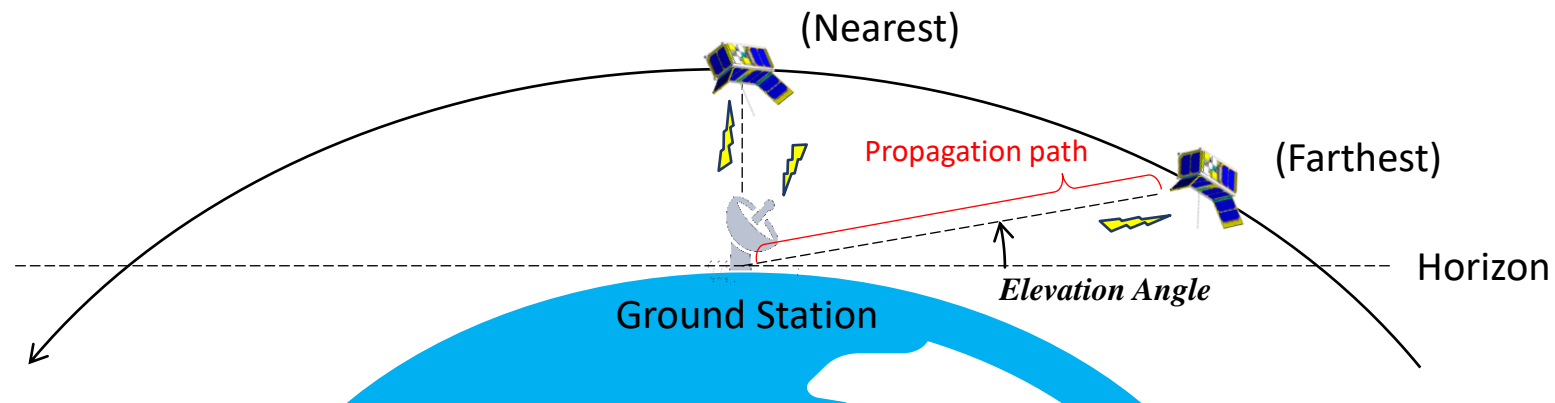 (Nearest)
Propagation path
(Farthest)
Horizon
Elevation Angle
Ground Station